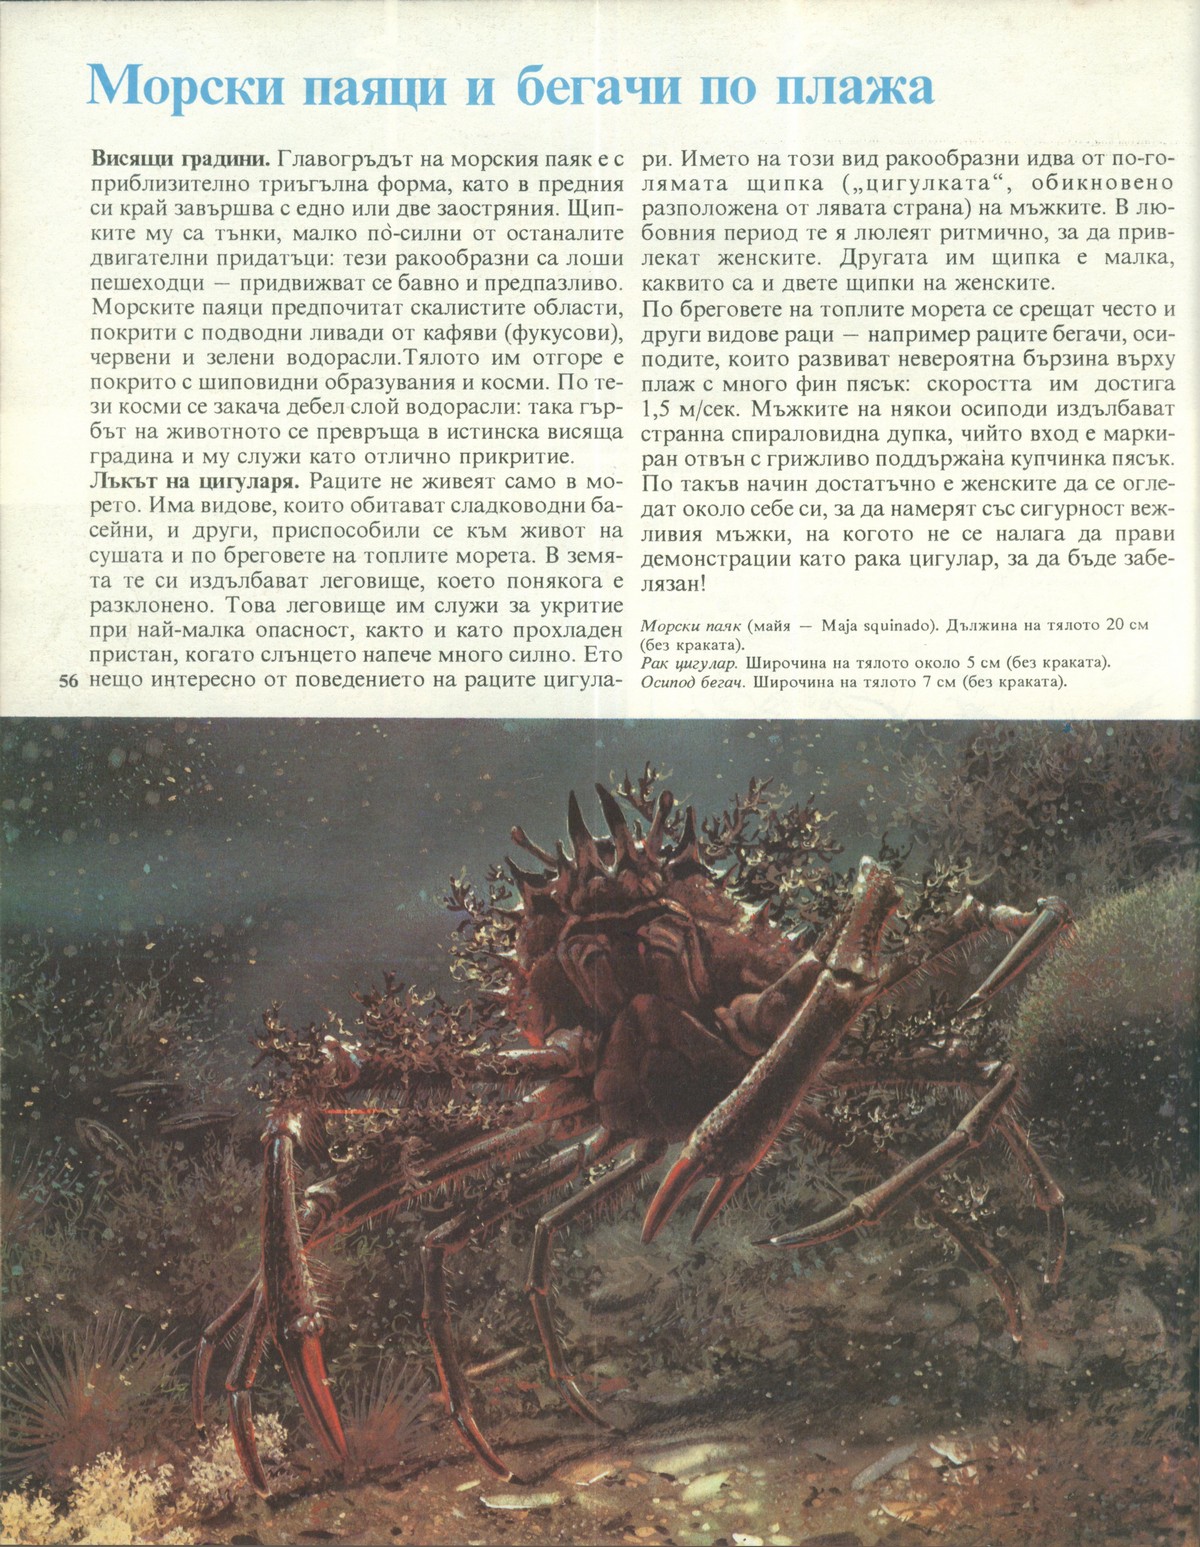 Морски паяци и бегачи по плажа
Висящи градини. Главогръдът на морския паяк е с
приблизително триъгълна форма, като в предния
си край завършва с едно или две заострения. Щип-
ките му са тънки, малко по̀-силни от останалите
двигателни придатъци: тези ракообразни са лоши
пешеходци — придвижват се бавно и предпазливо.
Морските паяци предпочитат скалистите области,
покрити с подводни ливади от кафяви (фукусови),
червени и зелени водорасли.Тялото им отгоре е
покрито с шиповидни образувания и косми. По те-
зи косми се закача дебел слой водорасли: така гър-
бът на животното се превръща в истинска висяща
градина и му служи като отлично прикритие.
Лъкът на цигуларя. Раците не живеят само в мо-
рето. Има видове, които обитават сладководни ба-
сейни, и други, приспособили се към живот на
сушата и по бреговете на топлите морета. В земя-
та те си издълбават леговище, което понякога е
разклонено. Това леговище им служи за укритие
при най-малка опасност, както и като прохладен
пристан, когато слънцето напече много силно. Ето
56 нещо интересно от поведението на раците цигула-
ри. Името на този вид ракообразни идва от по-го-
лямата щипка („цигулката“, обикновено
разположена от лявата страна) на мъжките. В лю-
бовния период те я люлеят ритмично, за да прив-
лекат женските. Другата им щипка е малка,
каквито са и двете щипки на женските.
По бреговете на топлите морета се срещат често и
други видове раци — например раците бегачи, оси-
подите, които развиват невероятна бързина върху
плаж с много фин пясък: скоростта им достига
1,5 м/сек. Мъжките на някои осиподи издълбават
странна спираловидна дупка, чийто вход е марки-
ран отвън с грижливо поддържана купчинка пясък.
По такъв начин достатъчно е женските да се огле-
дат около себе си, за да намерят със сигурност веж-
ливия мъжки, на когото не се налага да прави
демонстрации като рака цигулар, за да бъде забе-
лязан!
Морски паяк (майя — Maja squinado). Дължина на тялото 20 см
(без краката).
Рак цигулар. Широчина на тялото около 5 см (без краката).
Осипод бегач. Широчина на тялото 7 см (без краката).